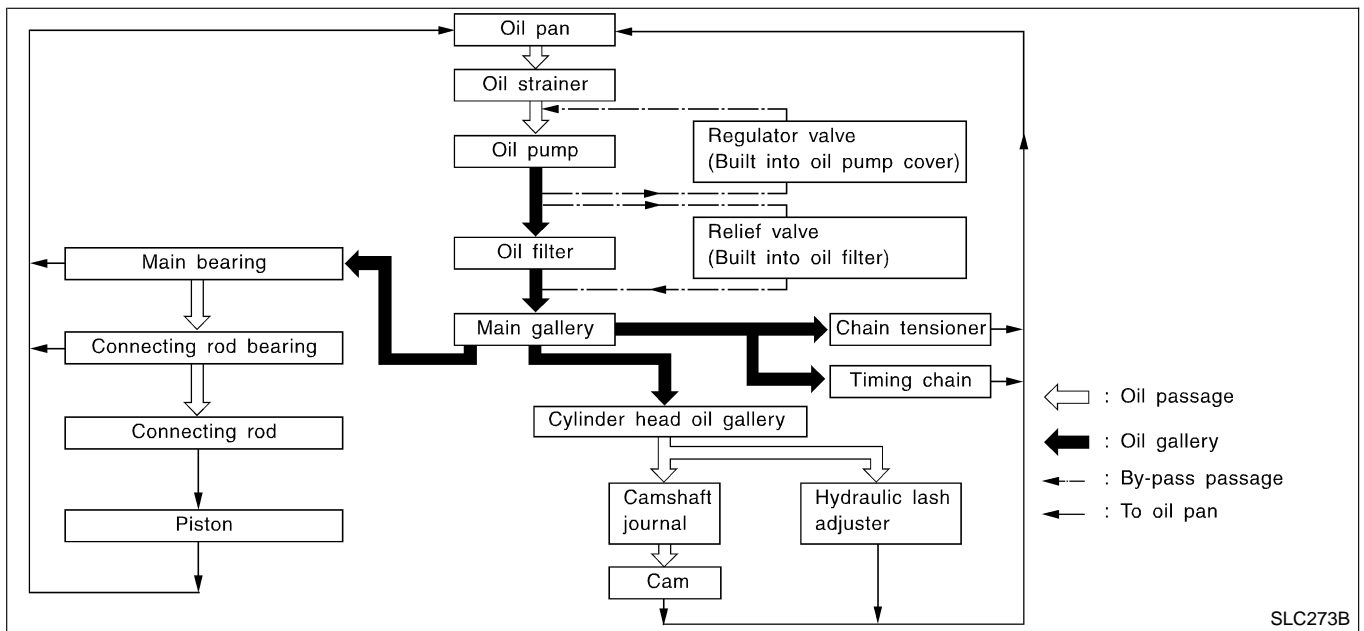 Oil pan
Oil strainer
Oil pump
Regulator valve
(Built into oil pump cover)
Oil filter
Relief valve
(Built into oil filter)
Main bearing
Main gallery
Chain tensioner
Connecting rod bearing
Timing chain
Cylinder head oil gallery
Connecting rod
Camshaft
journal
Hydraulic lash
adjuster
Piston
Cam
: Oil passage
: Oil gallery
: By-pass passage
: To oil pan
SLC273B